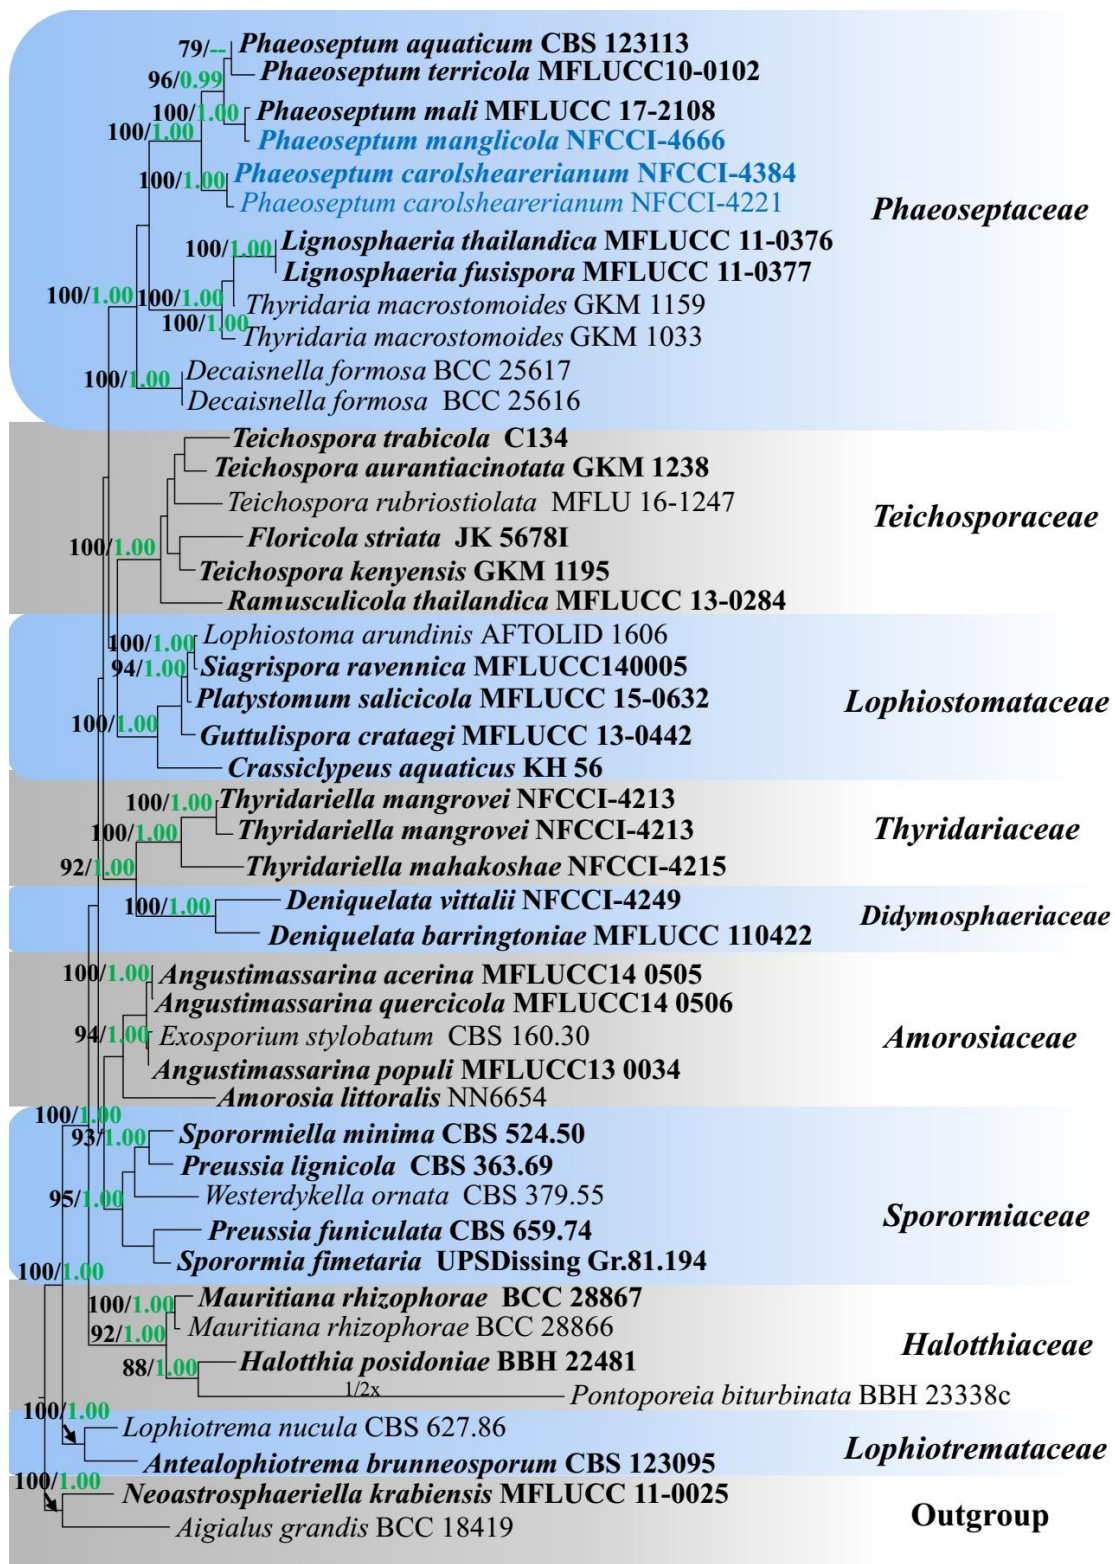 79/--
Phaeoseptum aquaticum CBS 123113
96/0.99
Phaeoseptum terricola MFLUCC10-0102
100/1.00
Phaeoseptum mali MFLUCC 17-2108
100/1.00
Phaeoseptum manglicola NFCCI-4666
100/1.00
Phaeoseptum carolshearerianum NFCCI-4384
Phaeoseptum carolshearerianum NFCCI-4221
Phaeoseptaceae
100/1.00
Lignosphaeria thailandica MFLUCC 11-0376
Lignosphaeria fusispora MFLUCC 11-0377
100/1.00
100/1.00
Thyridaria macrostomoides GKM 1159
100/1.00
Thyridaria macrostomoides GKM 1033
100/1.00
Decaisnella formosa BCC 25617
Decaisnella formosa BCC 25616
Teichospora trabicola C134
Teichospora aurantiacinotata GKM 1238
Teichospora rubriostiolata MFLU 16-1247
Teichosporaceae
Floricola striata JK 5678I
100/1.00
Teichospora kenyensis GKM 1195
Ramusculicola thailandica MFLUCC 13-0284
100/1.00
Lophiostoma arundinis AFTOLID 1606
94/1.00
Siagrispora ravennica MFLUCC140005
Platystomum salicicola MFLUCC 15-0632
Lophiostomataceae
100/1.00
Guttulispora crataegi MFLUCC 13-0442
Crassiclypeus aquaticus KH 56
100/1.00
Thyridariella mangrovei NFCCI-4213
100/1.00
Thyridariella mangrovei NFCCI-4213
Thyridariaceae
92/1.00
Thyridariella mahakoshae NFCCI-4215
100/1.00
Deniquelata vittalii NFCCI-4249
Didymosphaeriaceae
Deniquelata barringtoniae MFLUCC 110422
100/1.00
Angustimassarina acerina MFLUCC14 0505
Angustimassarina quercicola MFLUCC14 0506
94/1.00
Exosporium stylobatum CBS 160.30
Amorosiaceae
Angustimassarina populi MFLUCC13 0034
Amorosia littoralis NN6654
100/1.00
93/1.00
Sporormiella minima CBS 524.50
Preussia lignicola CBS 363.69
95/1.00
Westerdykella ornata CBS 379.55
Sporormiaceae
Preussia funiculata CBS 659.74
Sporormia fimetaria UPSDissing Gr.81.194
100/1.00
100/1.00
Mauritiana rhizophorae BCC 28867
92/1.00
Mauritiana rhizophorae BCC 28866
Halotthiaceae
88/1.00
Halotthia posidoniae BBH 22481
1/2x
Pontoporeia biturbinata BBH 23338c
100/1.00
Lophiotrema nucula CBS 627.86
Lophiotremataceae
Antealophiotrema brunneosporum CBS 123095
100/1.00
Neoastrosphaeriella krabiensis MFLUCC 11-0025
Outgroup
Aigialus grandis BCC 18419